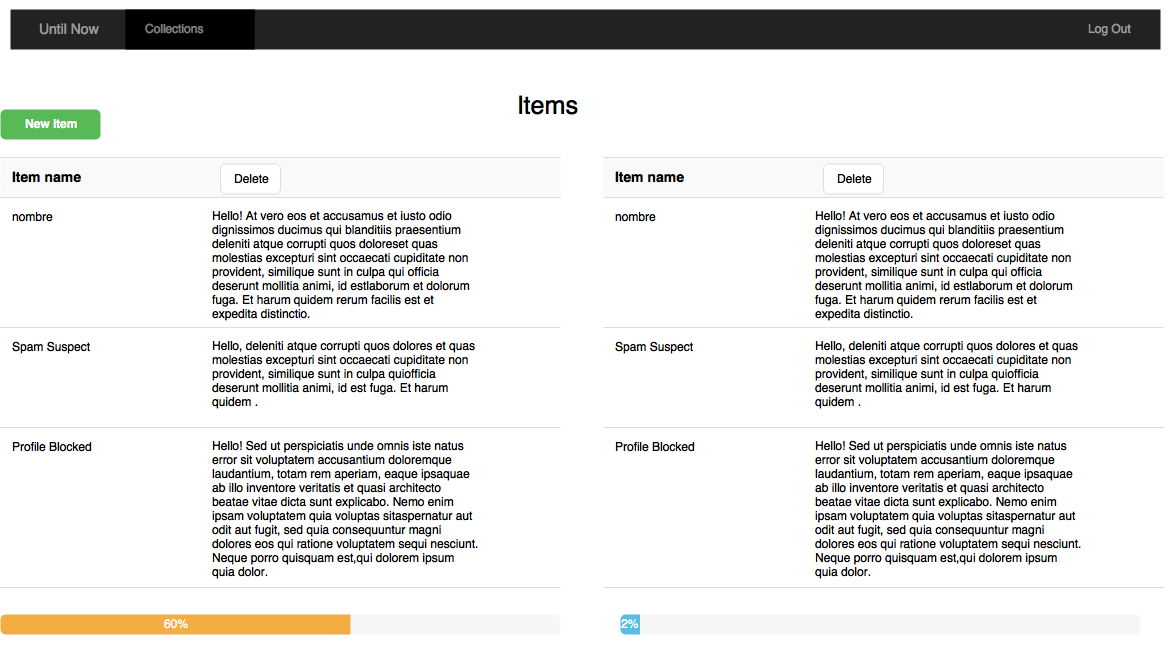 Until Now
Collections
Log Out
Items
New Item
Item name
Delete
nombre
Hello! At vero eos et accusamus et iusto odio
dignissimos ducimus qui blanditiis praesentium
deleniti atque corrupti quos doloreset quas
molestias excepturi sint occaecati cupiditate non
provident, similique sunt in culpa qui officia
deserunt mollitia animi, id estlaborum et dolorum
fuga. Et harum quidem rerum facilis est et
expedita distinctio.
Spam Suspect
Hello, deleniti atque corrupti quos dolores et quas
molestias excepturi sint occaecati cupiditate non
provident, similique sunt in culpa quiofficia
deserunt mollitia animi, id est fuga. Et harum
quidem .
Profile Blocked
Hello! Sed ut perspiciatis unde omnis iste natus
error sit voluptatem accusantium doloremque
laudantium, totam rem aperiam, eaque ipsaquae
ab illo inventore veritatis et quasi architecto
beatae vitae dicta sunt explicabo. Nemo enim
ipsam voluptatem quia voluptas sitaspernatur aut
odit aut fugit, sed quia consequuntur magni
dolores eos qui ratione voluptatem sequi nesciunt.
Neque porro quisquam est,qui dolorem ipsum
quia dolor.
60%
Item name
Delete
nombre
Hello! At vero eos et accusamus et iusto odio
dignissimos ducimus qui blanditiis praesentium
deleniti atque corrupti quos doloreset quas
molestias excepturi sint occaecati cupiditate non
provident, similique sunt in culpa qui officia
deserunt mollitia animi, id estlaborum et dolorum
fuga. Et harum quidem rerum facilis est et
expedita distinctio.
Spam Suspect
Hello, deleniti atque corrupti quos dolores et quas
molestias excepturi sint occaecati cupiditate non
provident, similique sunt in culpa quiofficia
deserunt mollitia animi, id est fuga. Et harum
quidem .
Profile Blocked
Hello! Sed ut perspiciatis unde omnis iste natus
error sit voluptatem accusantium doloremque
laudantium, totam rem aperiam, eaque ipsaquae
ab illo inventore veritatis et quasi architecto
beatae vitae dicta sunt explicabo. Nemo enim
ipsam voluptatem quia voluptas sitaspernatur aut
odit aut fugit, sed quia consequuntur magni
dolores eos qui ratione voluptatem sequi nesciunt.
Neque porro quisquam est,qui dolorem ipsum
quia dolor.
2%